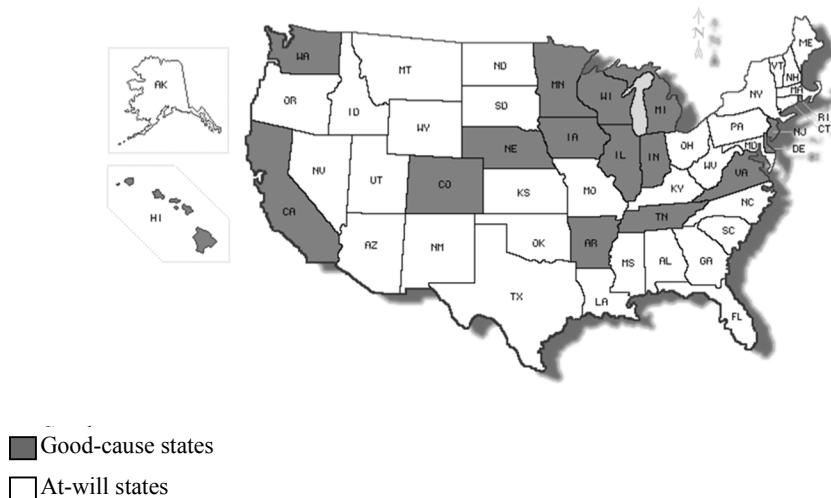 N N
WA
MT
ND
MN
ME
VT
NH
AK
OR
ID
SD
WI
MI
NY
MA
RI
CT
WY
IA
PA
NJ
NE
OH
MD
DE
NV
UT
CO
IL
IN
WV
VA
CA
KS
MO
KY
HI
NC
TN
AZ
NM
OK
AR
SC
MS
AL
GA
TX
LA
FL
Good-cause states
At-will states